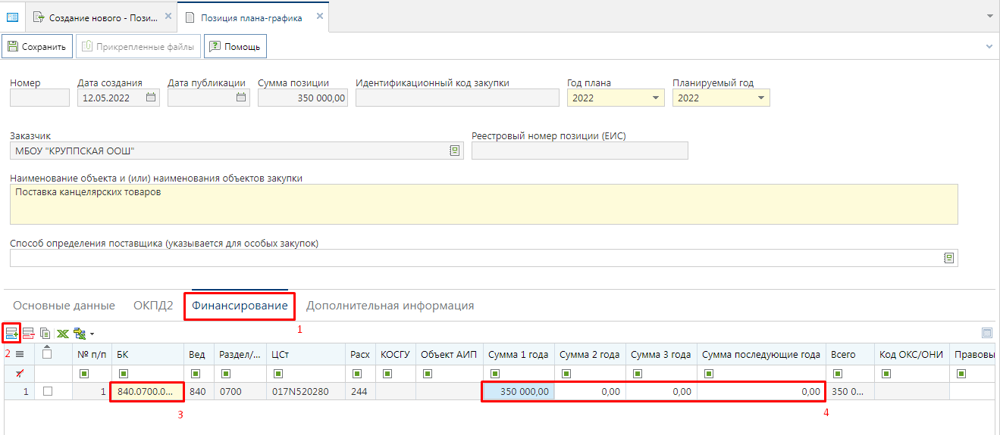 Создание нового - Пози... Позиция плана-графика
Сохранить Прикрепленные файлы Помощь
Номер Дата создания Дата публикации Сумма позиции Идентификационный код закупки Год плана Планируемый год
12.05.2022 350 000,00 2022 2022
Заказчик Реестровый номер позиции (ЕИС)
МБОУ "КРУППСКАЯ ООШ"
Наименование объекта и (или) наименования объектов закупки
Поставка канцелярских товаров
Способ определения поставщика (указывается для особых закупок)
Основные данные ОКПД2 Финансирование Дополнительная информация
1
2 № п/п БК Вед Раздел/... ЦСт Расх КОСГУ Объект АИП Сумма 1 года Сумма 2 года Сумма 3 года Сумма последующие года Всего Код ОКС/ОНИ Правовы
1 1 840.0700.0... 840 0700 017N520280 244 350 000,00 0,00 0,00 0,00 350 0...
3 4